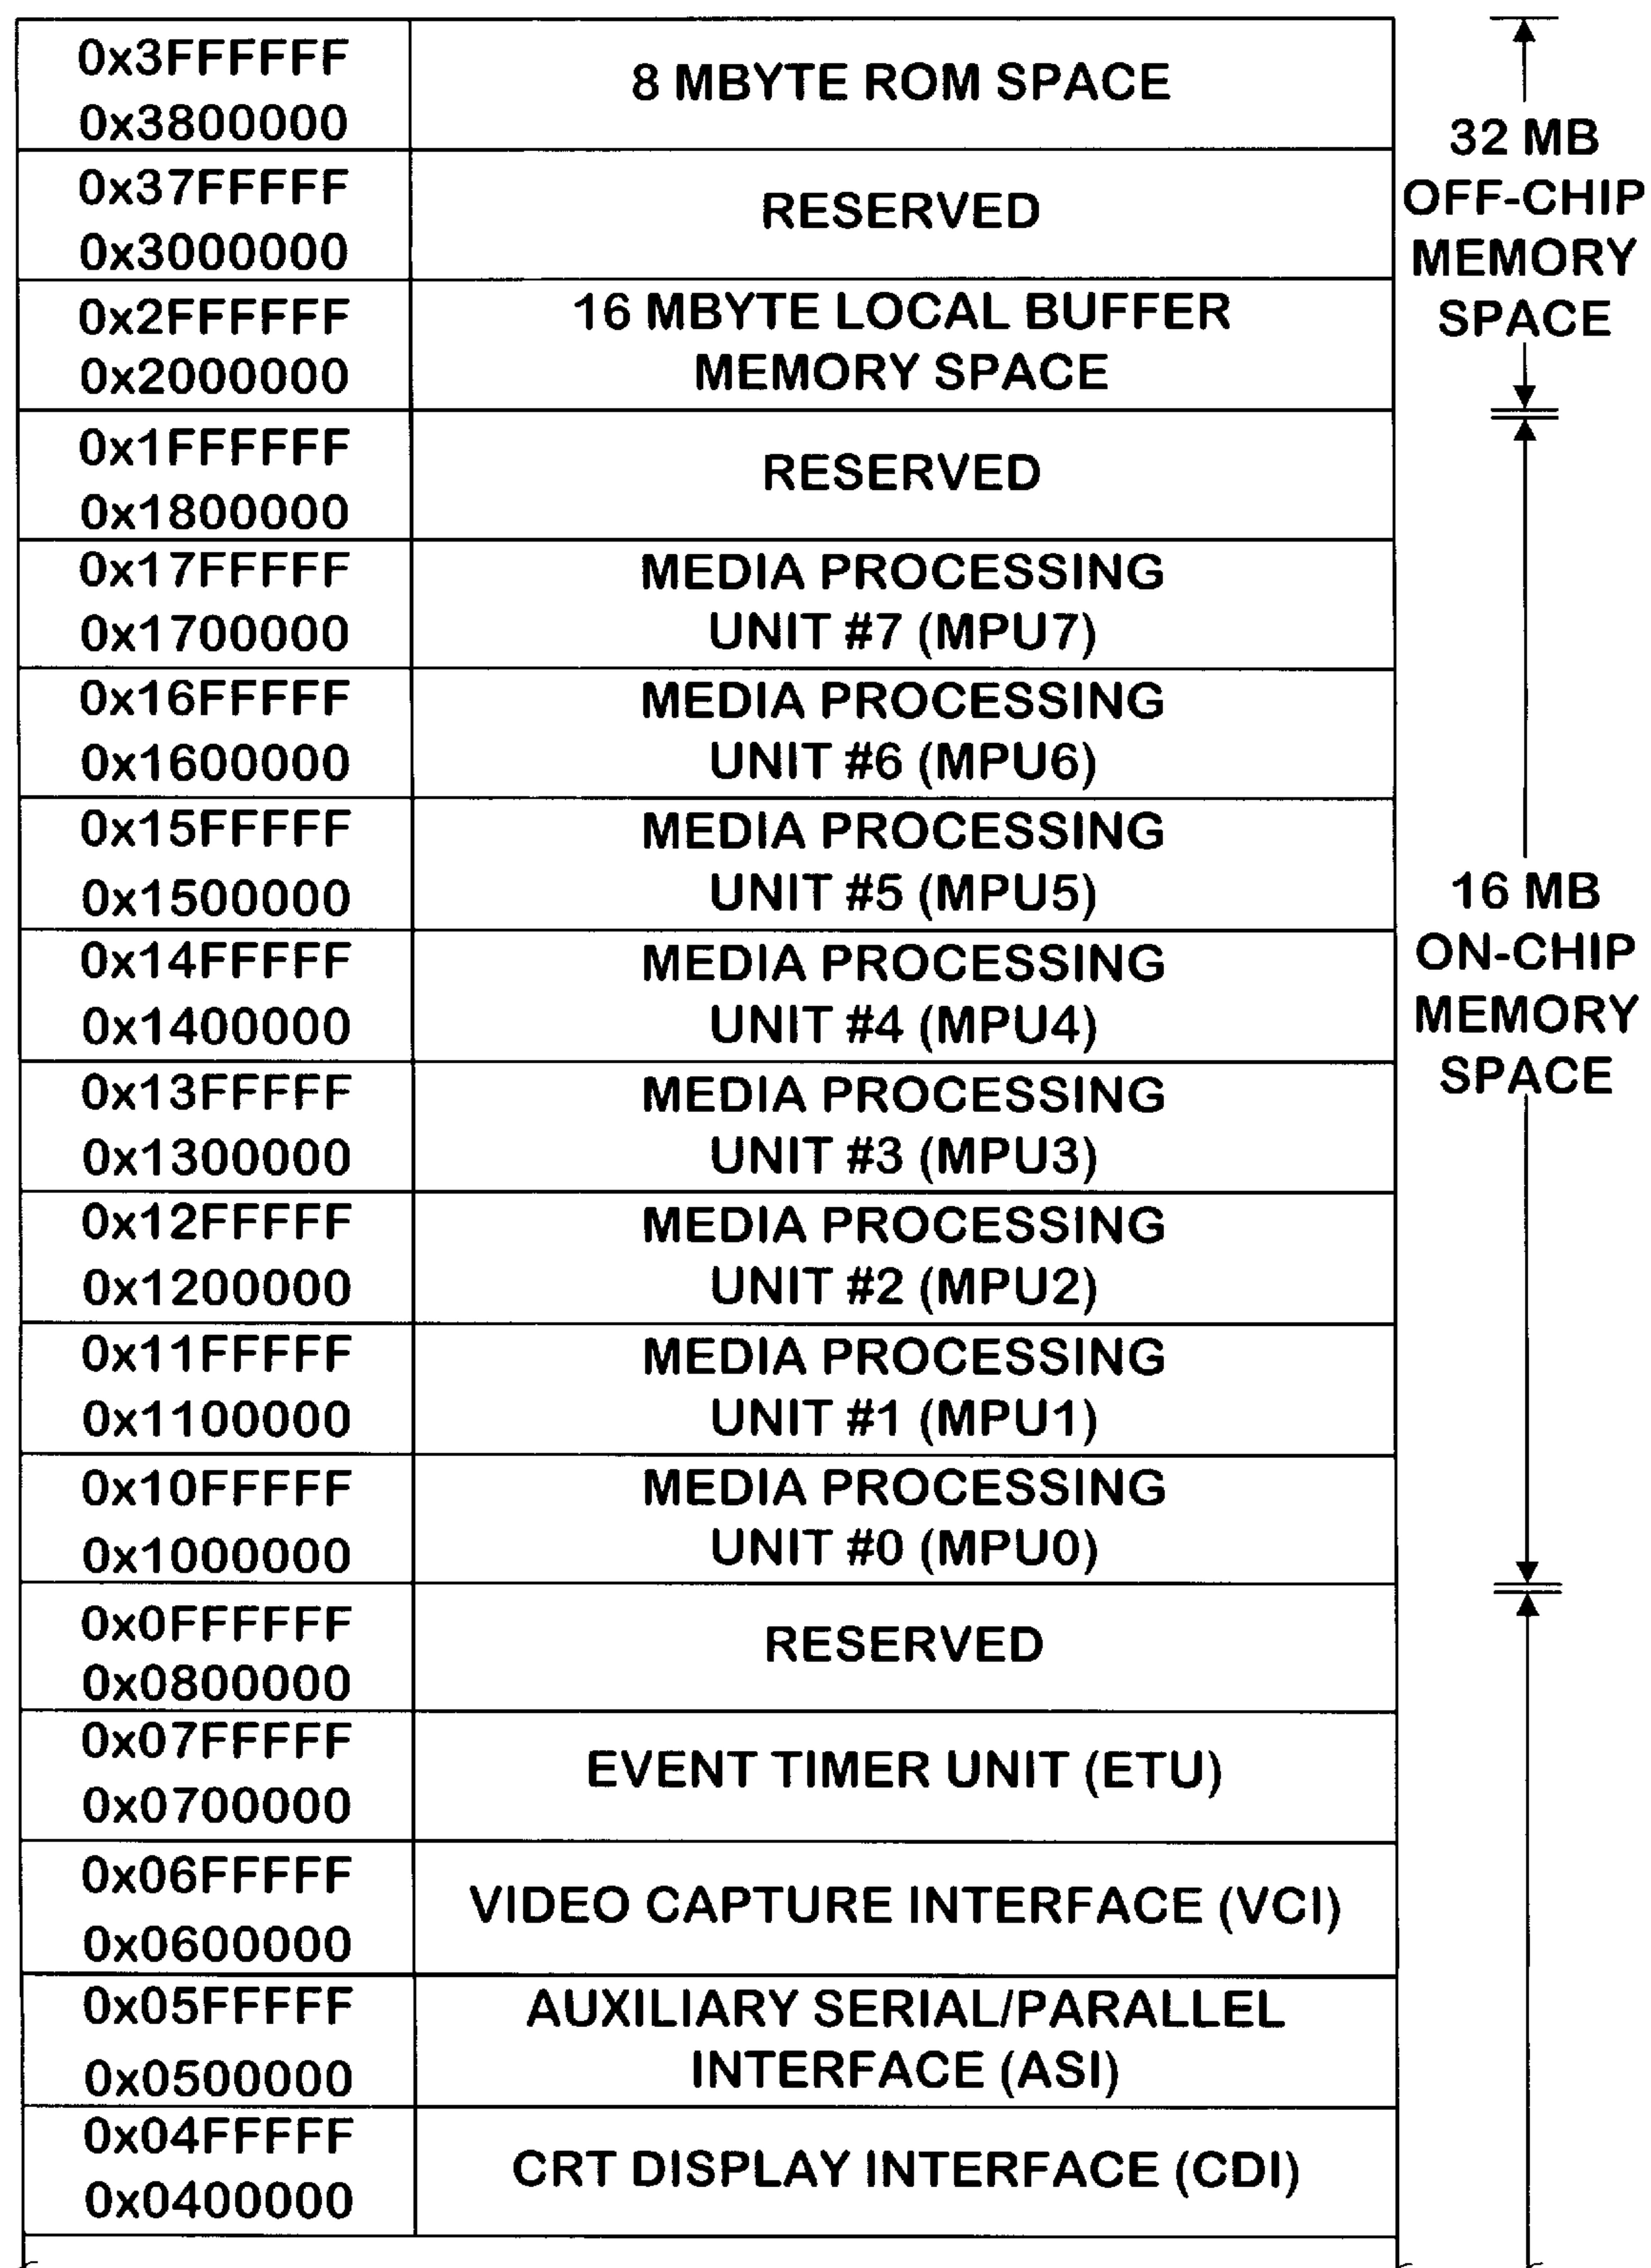 0x3FFFFFF
0x3800000
8 MBYTE ROM SPACE
0x37FFFFF
0x3000000
RESERVED
0x2FFFFFF
0x2000000
16 MBYTE LOCAL BUFFER
MEMORY SPACE
32 MB
OFF-CHIP
MEMORY
SPACE
0x1FFFFFF
0x1800000
RESERVED
0x17FFFFF
0x1700000
MEDIA PROCESSING
UNIT #7 (MPU7)
0x16FFFFF
0x1600000
MEDIA PROCESSING
UNIT #6 (MPU6)
0x15FFFFF
0x1500000
MEDIA PROCESSING
UNIT #5 (MPU5)
0x14FFFFF
0x1400000
MEDIA PROCESSING
UNIT #4 (MPU4)
0x13FFFFF
0x1300000
MEDIA PROCESSING
UNIT #3 (MPU3)
0x12FFFFF
0x1200000
MEDIA PROCESSING
UNIT #2 (MPU2)
0x11FFFFF
0x1100000
MEDIA PROCESSING
UNIT #1 (MPU1)
0x10FFFFF
0x1000000
MEDIA PROCESSING
UNIT #0 (MPU0)
16 MB
ON-CHIP
MEMORY
SPACE
0x0FFFFFF
0x0800000
RESERVED
0x07FFFFF
0x0700000
EVENT TIMER UNIT (ETU)
0x06FFFFF
0x0600000
VIDEO CAPTURE INTERFACE (VCI)
0x05FFFFF
0x0500000
AUXILIARY SERIAL/PARALLEL
INTERFACE (ASI)
0x04FFFFF
0x0400000
CRT DISPLAY INTERFACE (CDI)